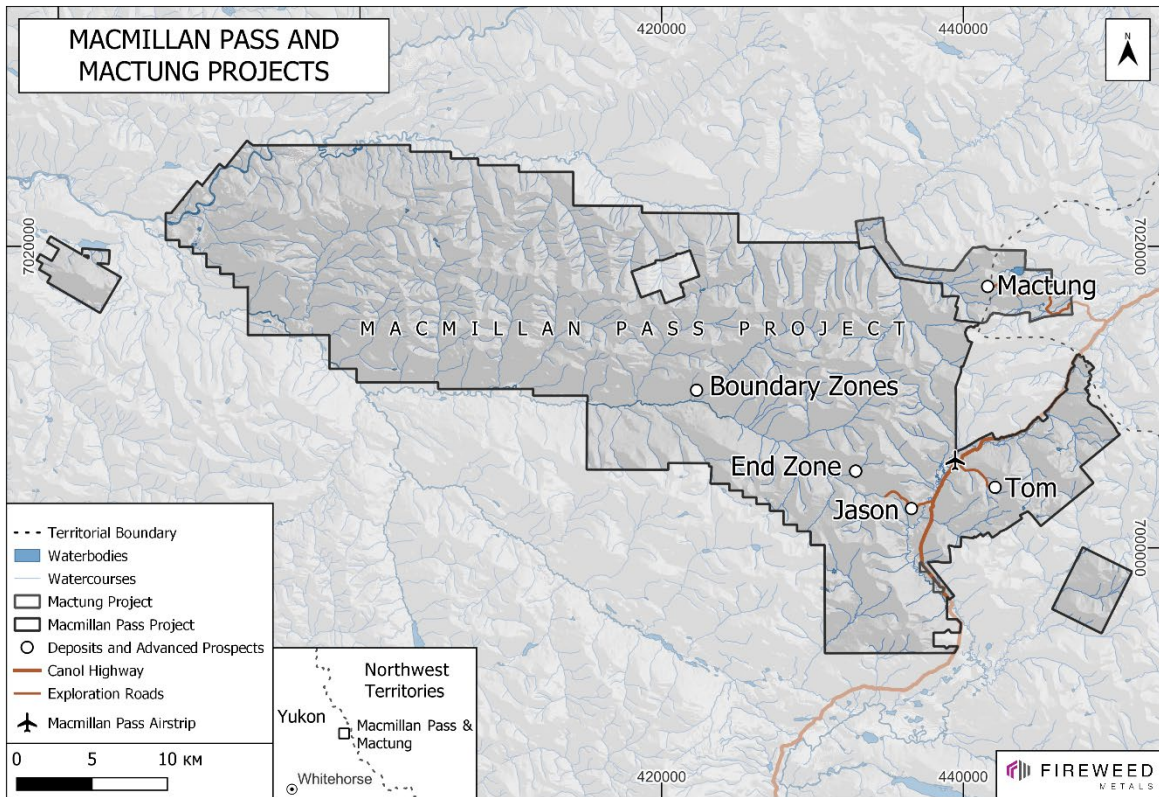 MACMILLAN PASS AND
MACTUNG PROJECTS
420000
440000
N
7020000
7020000
Mactung
MACMILLAN PASS PROJECT
Boundary Zones
End Zone
Tom
Jason
7000000
Territorial Boundary
Waterbodies
Watercourses
Mactung Project
Macmillan Pass Project
Deposits and Advanced Prospects
Canol Highway
Exploration Roads
Macmillan Pass Airstrip
0 5 10 KM
Northwest
Territories
Yukon
Macmillan Pass &
Mactung
Whitehorse
420000
440000
FIREWEED
METALS